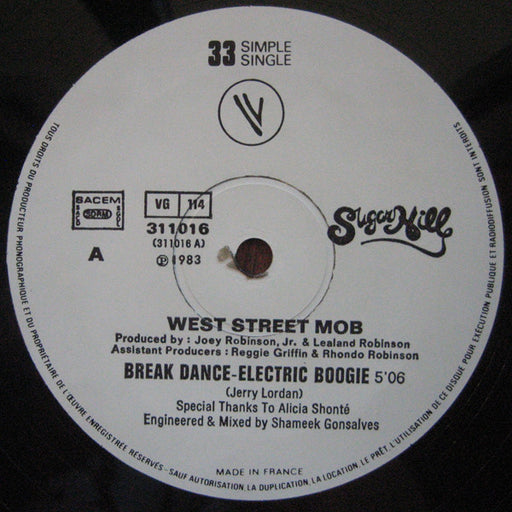 33 SIMPLE
SINGLE
SACEM
SACD SDRM SGDL
VG 114
311016
(311016 A)
℗ 1983
A
Sugar Hill
WEST STREET MOB
Produced by : Joey Robinson, Jr. & Lealand Robinson
Assistant Producers : Reggie Griffin & Rhondo Robinson
BREAK DANCE-ELECTRIC BOOGIE 5'06
(Jerry Lordan)
Special Thanks To Alicia Shonté
Engineered & Mixed by Shameek Gonsalves
MADE IN FRANCE
TOUS DROITS DU PRODUCTEUR PHONOGRAPHIQUE ET DU PROPRIETAIRE DE L'ŒUVRE ENREGISTRÉE RÉSERVÉS - SAUF AUTORISATION, LA DUPLICATION, LA LOCATION, LE PRÊT, L'UTILISATION DE CE DISQUE POUR EXÉCUTION PUBLIQUE ET RADIODIFFUSION SONT INTERDITS